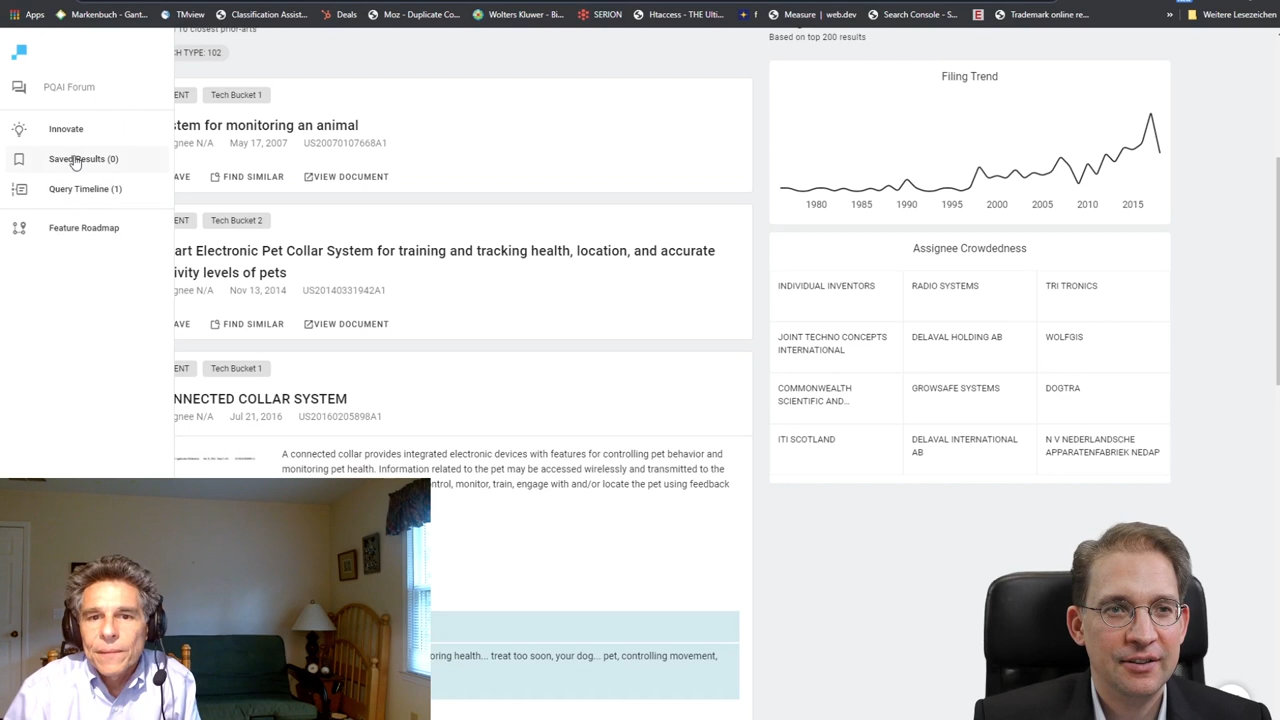 Apps
Markenbuch - Gant...
TMview
Classification Assist...
Deals
Moz - Duplicate Co...
Wolters Kluwer - Bi...
SERION
Htaccess - THE Ulti...
f
Measure | web.dev
Search Console - S...
Trademark online re...
»
Weitere Lesezeichen
10 closest prior-arts
CH TYPE: 102
PQAI Forum
Innovate
Saved Results (0)
Query Timeline (1)
Feature Roadmap
ENT
Tech Bucket 1
stem for monitoring an animal
gnee N/A
May 17, 2007
US20070107668A1
AVE
FIND SIMILAR
VIEW DOCUMENT
ENT
Tech Bucket 2
art Electronic Pet Collar System for training and tracking health, location, and accurate
ivity levels of pets
gnee N/A
Nov 13, 2014
US20140331942A1
AVE
FIND SIMILAR
VIEW DOCUMENT
ENT
Tech Bucket 1
NNECTED COLLAR SYSTEM
gnee N/A
Jul 21, 2016
US20160205898A1
A connected collar provides integrated electronic devices with features for controlling pet behavior and
monitoring pet health. Information related to the pet may be accessed wirelessly and transmitted to the
ntrol, monitor, train, engage with and/or locate the pet using feedback
oring health... treat too soon, your dog... pet, controlling movement,
Based on top 200 results
Filing Trend
1980
1985
1990
1995
2000
2005
2010
2015
Assignee Crowdedness
INDIVIDUAL INVENTORS
RADIO SYSTEMS
TRI TRONICS
JOINT TECHNO CONCEPTS
INTERNATIONAL
DELAVAL HOLDING AB
WOLFGIS
COMMONWEALTH
SCIENTIFIC AND...
GROWSAFE SYSTEMS
DOGTRA
ITI SCOTLAND
DELAVAL INTERNATIONAL
AB
N V NEDERLANDSCHE
APPARATENFABRIEK NEDAP